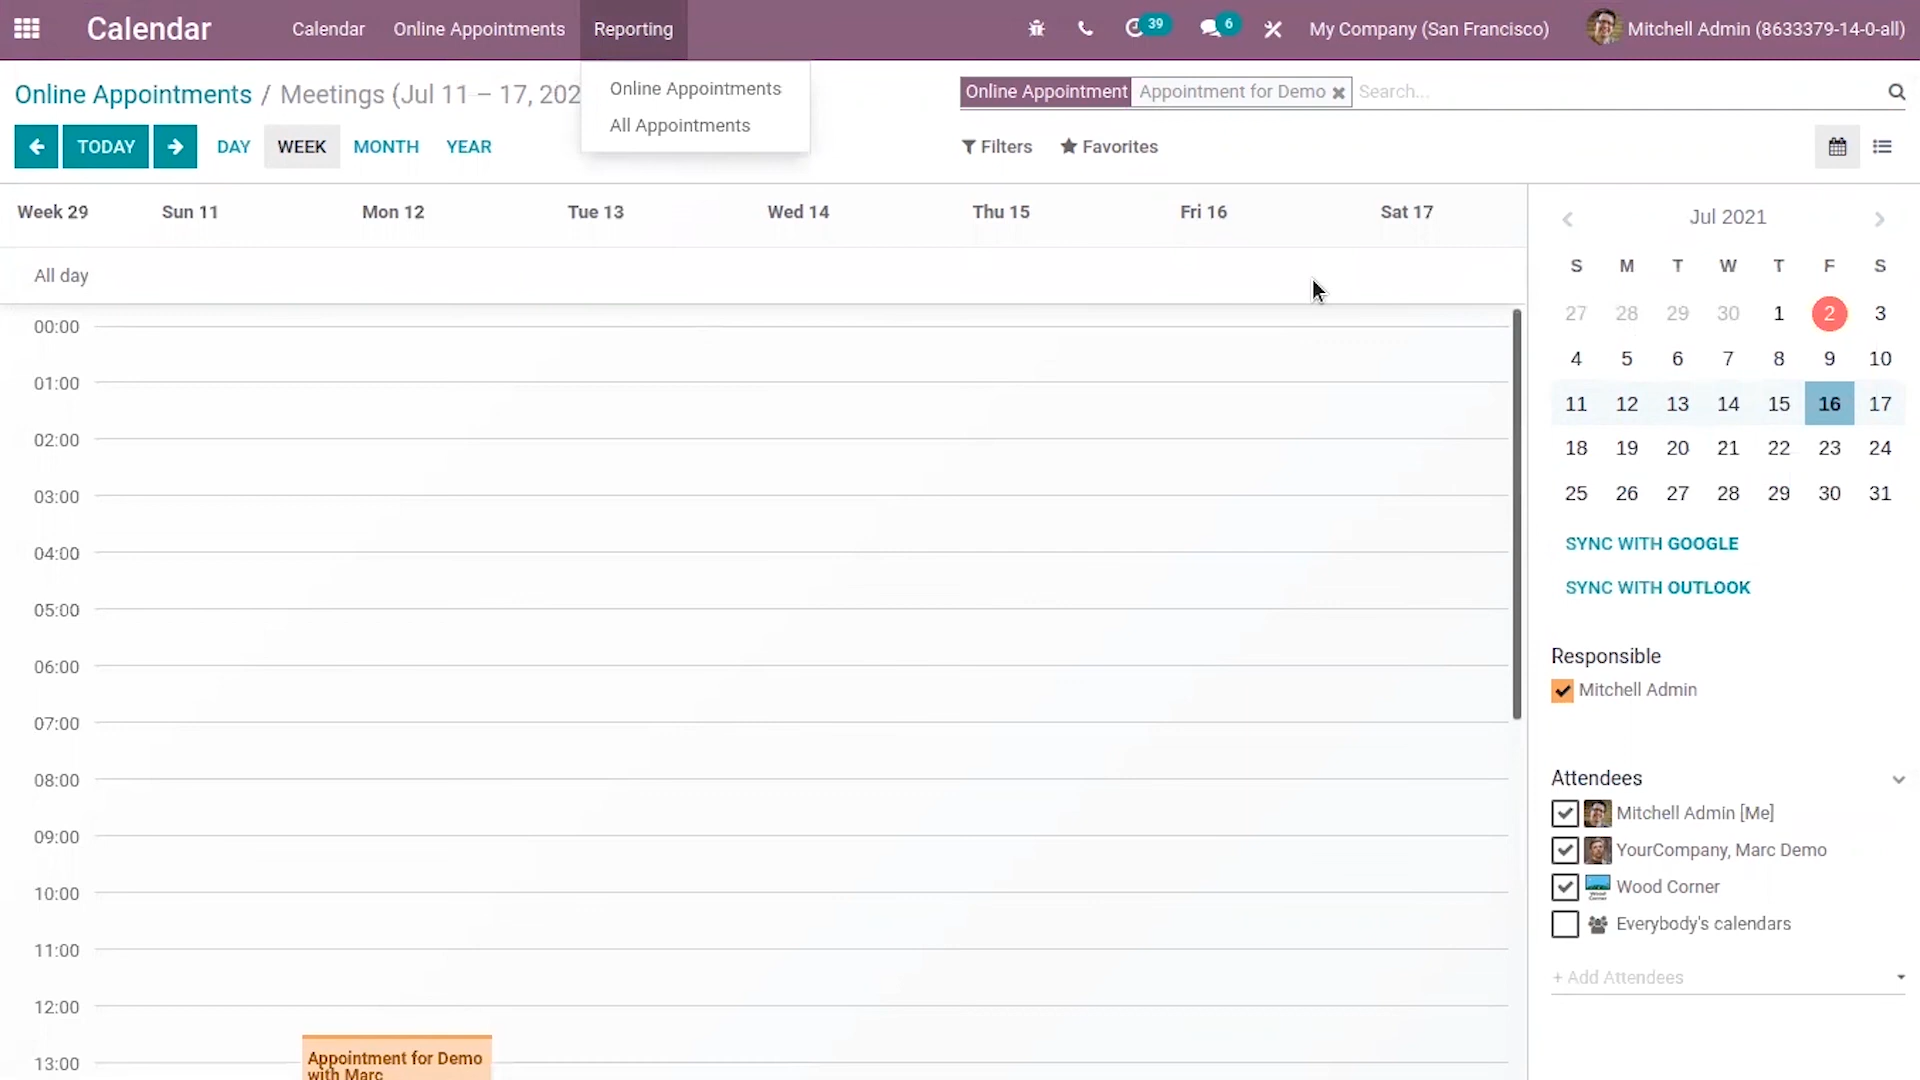 Calendar Calendar Online Appointments Reporting 39 6 My Company (San Francisco) Mitchell Admin (8633379-14-0-all)
Online Appointments / Meetings (Jul 11 – 17, 202
Online Appointments
All Appointments
Online Appointment Appointment for Demo Search...
TODAY DAY WEEK MONTH YEAR
Filters Favorites
Week 29 Sun 11 Mon 12 Tue 13 Wed 14 Thu 15 Fri 16 Sat 17
All day
00:00
01:00
02:00
03:00
04:00
05:00
06:00
07:00
08:00
09:00
10:00
11:00
12:00
13:00
Appointment for Demo
with Marc
Jul 2021
S M T W T F S
27 28 29 30 1 2 3
4 5 6 7 8 9 10
11 12 13 14 15 16 17
18 19 20 21 22 23 24
25 26 27 28 29 30 31
SYNC WITH GOOGLE
SYNC WITH OUTLOOK
Responsible
Mitchell Admin
Attendees
Mitchell Admin [Me]
YourCompany, Marc Demo
Wood Corner
Everybody's calendars
+ Add Attendees